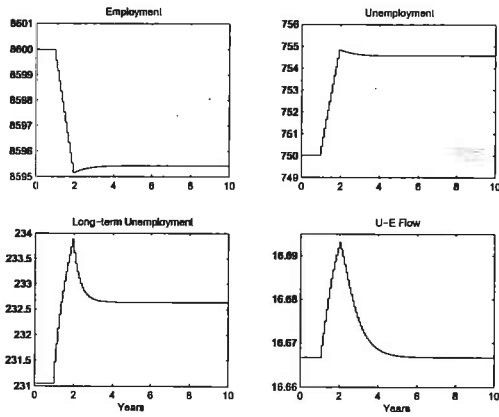 Employment
8601
8600
8599
8598
8597
8596
8595
0 2 4 6 8 10
Unemployment
756
755
754
753
752
751
750
749
0 2 4 6 8 10
Long-term Unemployment
234
233.5
233
232.5
232
231.5
231
0 2 4 6 8 10
Years
U-E Flow
16.69
16.68
16.67
16.66
0 2 4 6 8 10
Years